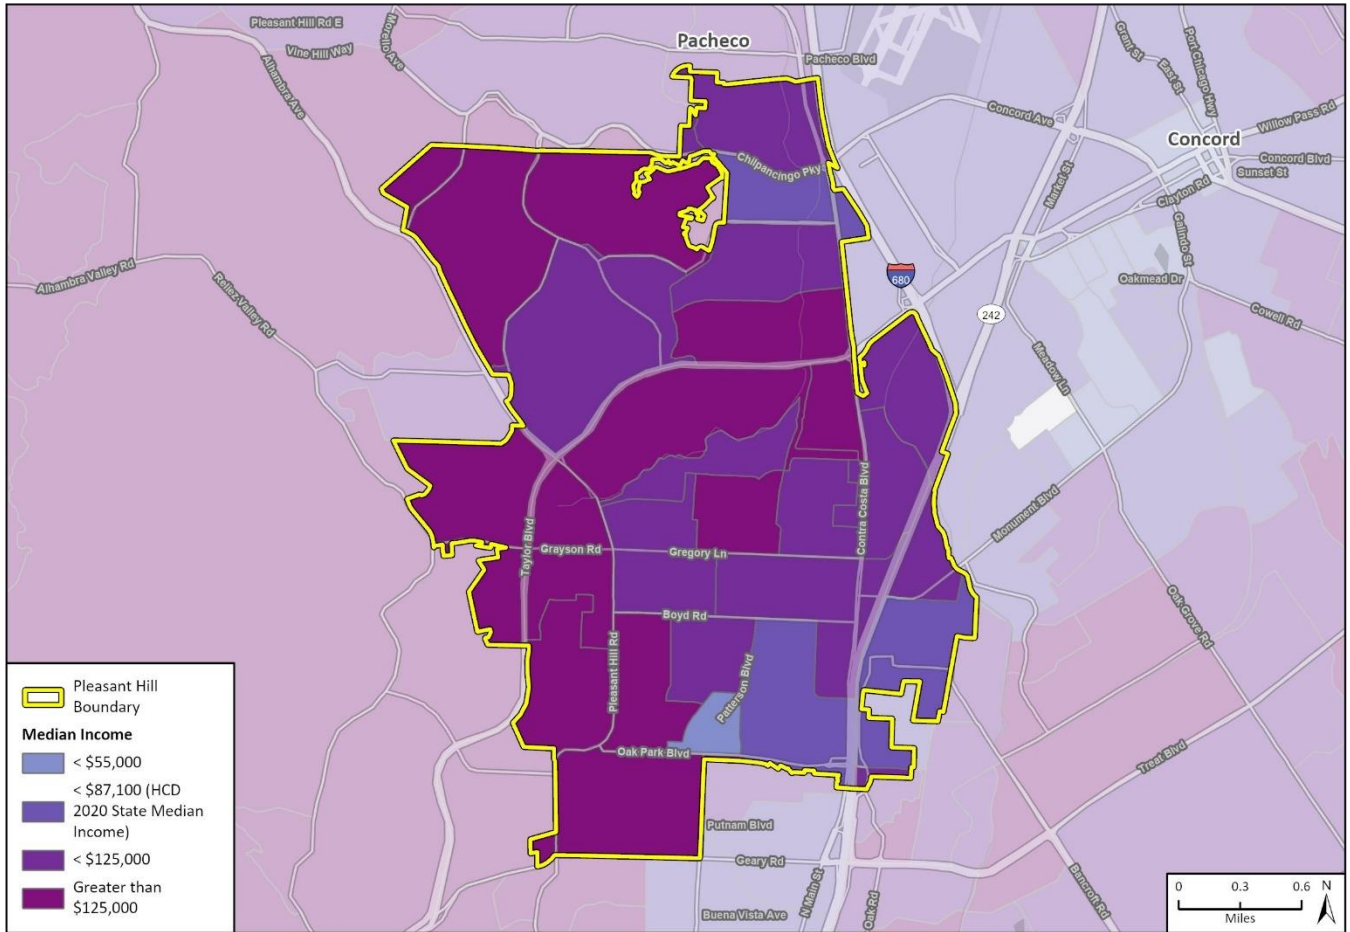 Pleasant Hill Rd E
Vine Hill Way
Morello Ave
Alhambra Ave
Pacheco
Pacheco Blvd
Grant St
East St
Port Chicago Hwy
Willow Pass Rd
Concord Ave
Concord
Concord Blvd
Sunset St
Clayton Rd
Market St
Chilpancingo Pky
Galindo St
Alhambra Valley Rd
Reliez Valley Rd
Oakmead Dr
680
242
Cowell Rd
Meadow Ln
Contra Costa Blvd
Monument Blvd
Taylor Blvd
Grayson Rd
Gregory Ln
Boyd Rd
Oak Grove Rd
Pleasant Hill Rd
Patterson Blvd
Oak Park Blvd
Treat Blvd
Putnam Blvd
Geary Rd
N Main St
Oak Rd
Bancroft Rd
Buena Vista Ave
Pleasant Hill
Boundary
Median Income
< $55,000
< $87,100 (HCD
2020 State Median
Income)
< $125,000
Greater than
$125,000
0 0.3 0.6
Miles
N